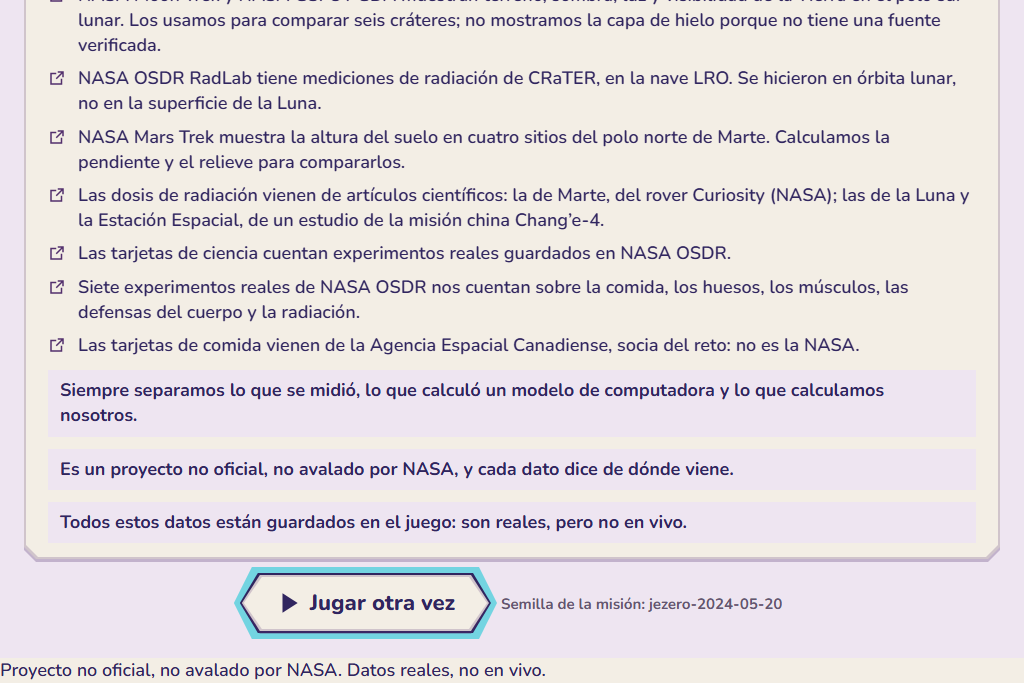 lunar. Los usamos para comparar seis cráteres; no mostramos la capa de hielo porque no tiene una fuente
verificada.
NASA OSDR RadLab tiene mediciones de radiación de CRaTER, en la nave LRO. Se hicieron en órbita lunar,
no en la superficie de la Luna.
NASA Mars Trek muestra la altura del suelo en cuatro sitios del polo norte de Marte. Calculamos la
pendiente y el relieve para compararlos.
Las dosis de radiación vienen de artículos científicos: la de Marte, del rover Curiosity (NASA); las de la Luna y
la Estación Espacial, de un estudio de la misión china Chang’e-4.
Las tarjetas de ciencia cuentan experimentos reales guardados en NASA OSDR.
Siete experimentos reales de NASA OSDR nos cuentan sobre la comida, los huesos, los músculos, las
defensas del cuerpo y la radiación.
Las tarjetas de comida vienen de la Agencia Espacial Canadiense, socia del reto: no es la NASA.
Siempre separamos lo que se midió, lo que calculó un modelo de computadora y lo que calculamos
nosotros.
Es un proyecto no oficial, no avalado por NASA, y cada dato dice de dónde viene.
Todos estos datos están guardados en el juego: son reales, pero no en vivo.
Jugar otra vez
Semilla de la misión: jezero-2024-05-20
Proyecto no oficial, no avalado por NASA. Datos reales, no en vivo.